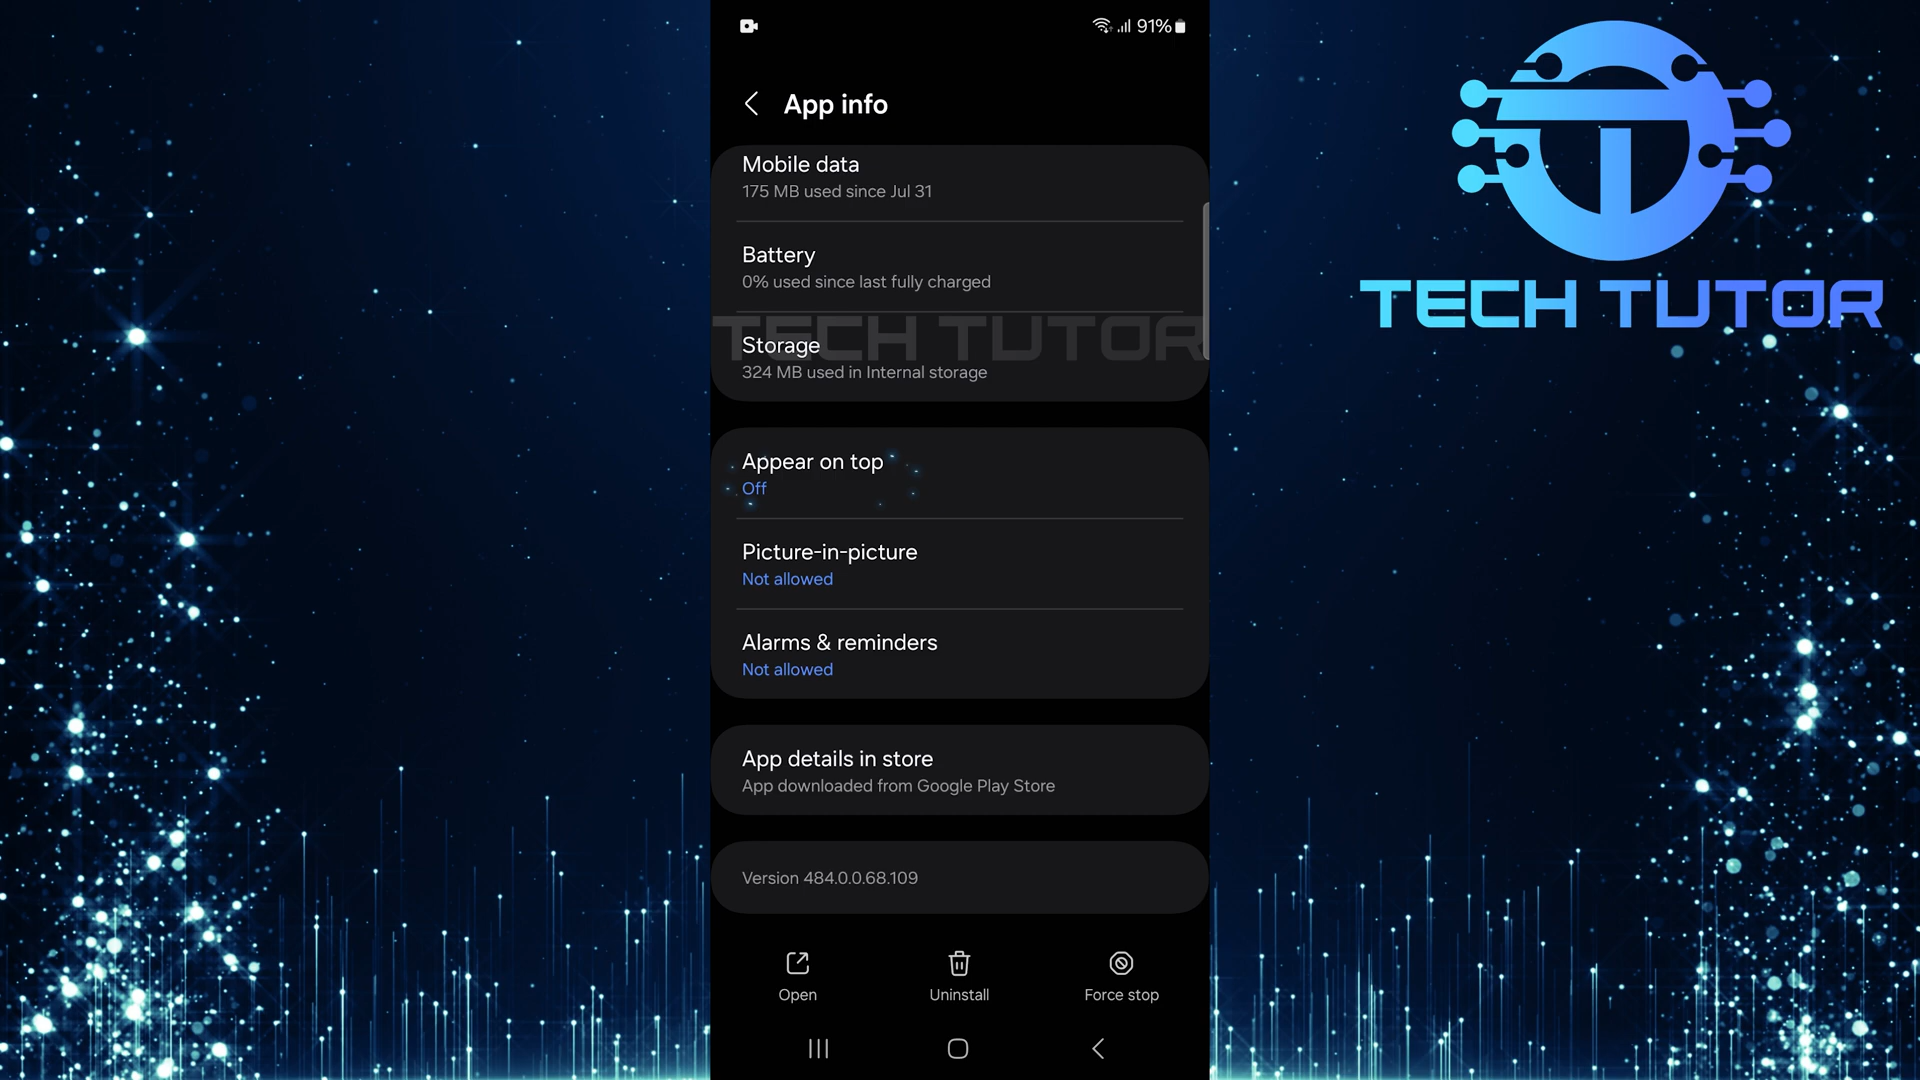 91%
App info
Mobile data
175 MB used since Jul 31
Battery
0% used since last fully charged
TECH TUTOR
Storage
324 MB used in Internal storage
Appear on top
Off
Picture-in-picture
Not allowed
Alarms & reminders
Not allowed
App details in store
App downloaded from Google Play Store
Version 484.0.0.68.109
Open
Uninstall
Force stop
TECH TUTOR